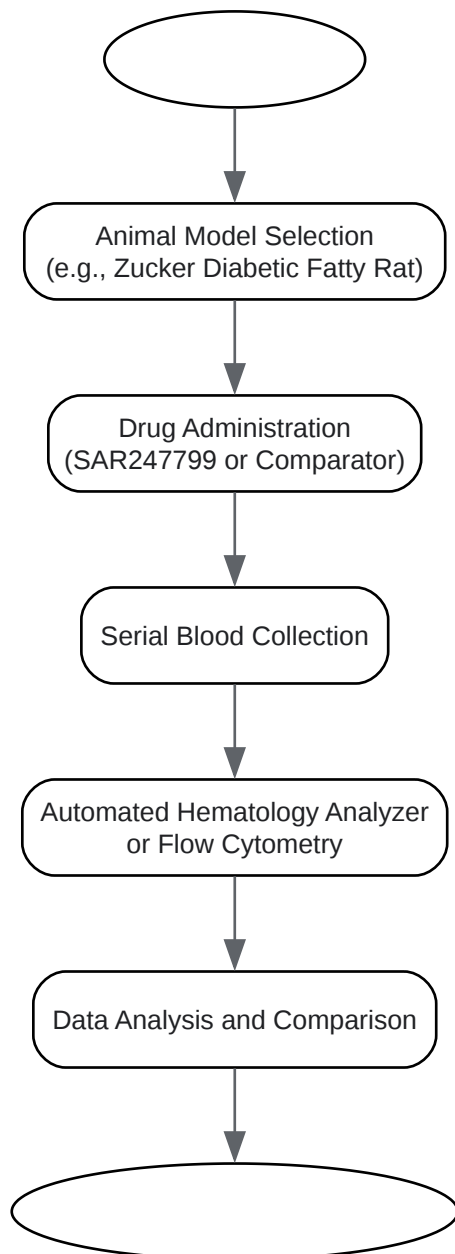 Animal Model Selection
(e.g., Zucker Diabetic Fatty Rat)
Drug Administration
(SAR247799 or Comparator)
Serial Blood Collection
Automated Hematology Analyzer
or Flow Cytometry
Data Analysis and Comparison